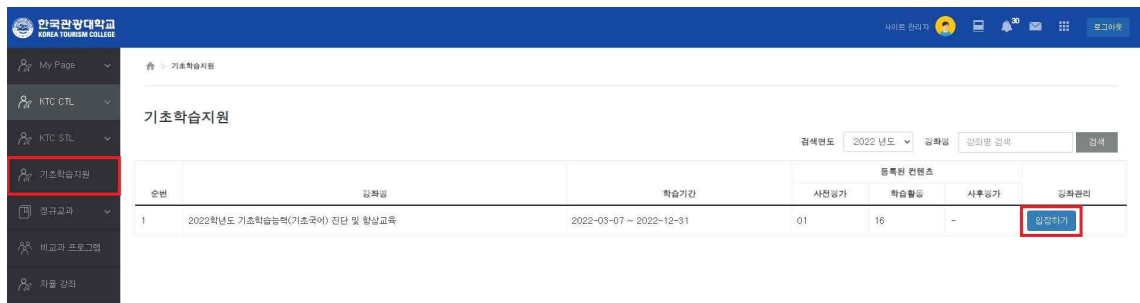 한국관광대학교
KOREA TOURISM COLLEGE
사이트 관리자
30
로그아웃
My Page
KTC CTL
KTC STL
기초학습지원
정규교과
비교과 프로그램
자율 강좌
기초학습지원
기초학습지원
검색연도 2022 년도 강좌명 강좌명 검색 검색
순번 강좌명 학습기간 등록된 컨텐츠 강좌관리
사전평가 학습활동 사후평가
1 2022학년도 기초학습능력(기초국어) 진단 및 향상교육 2022-03-07 ~ 2022-12-31 01 16 - 입장하기